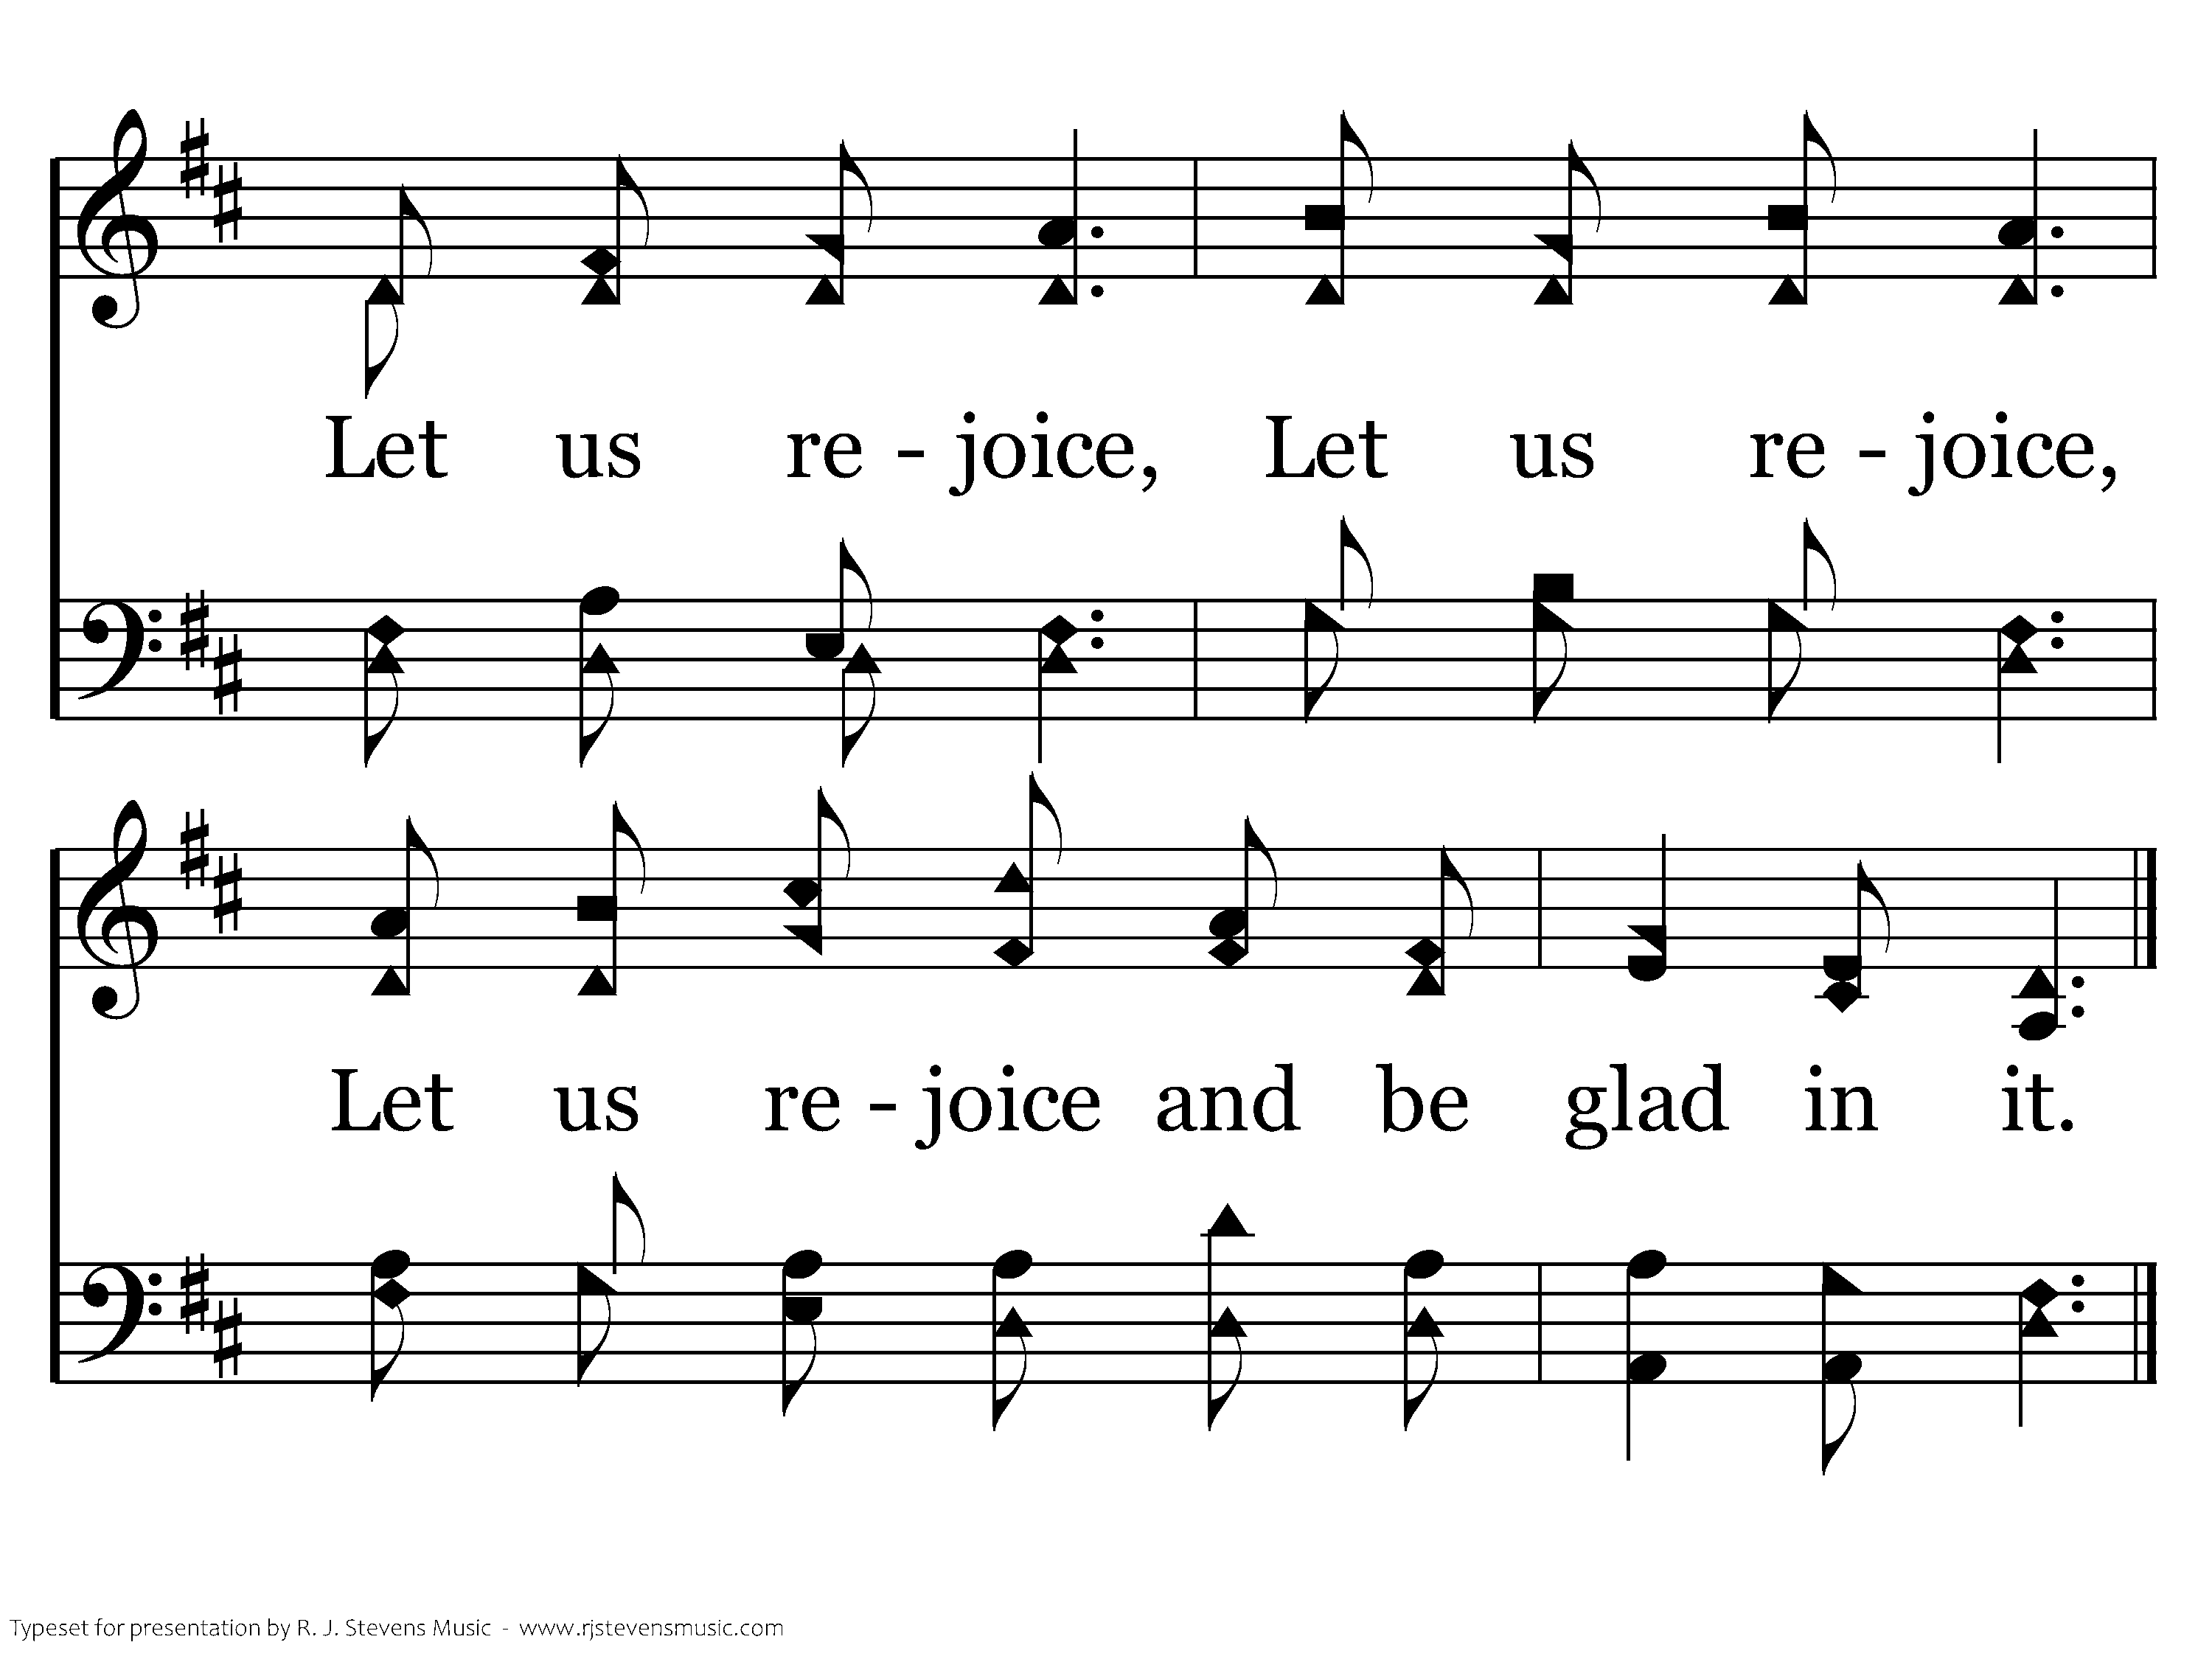 Let us re - joice, Let us re - joice,
Let us re - joice and be glad in it.
Typeset for presentation by R. J. Stevens Music - www.rjstevensmusic.com